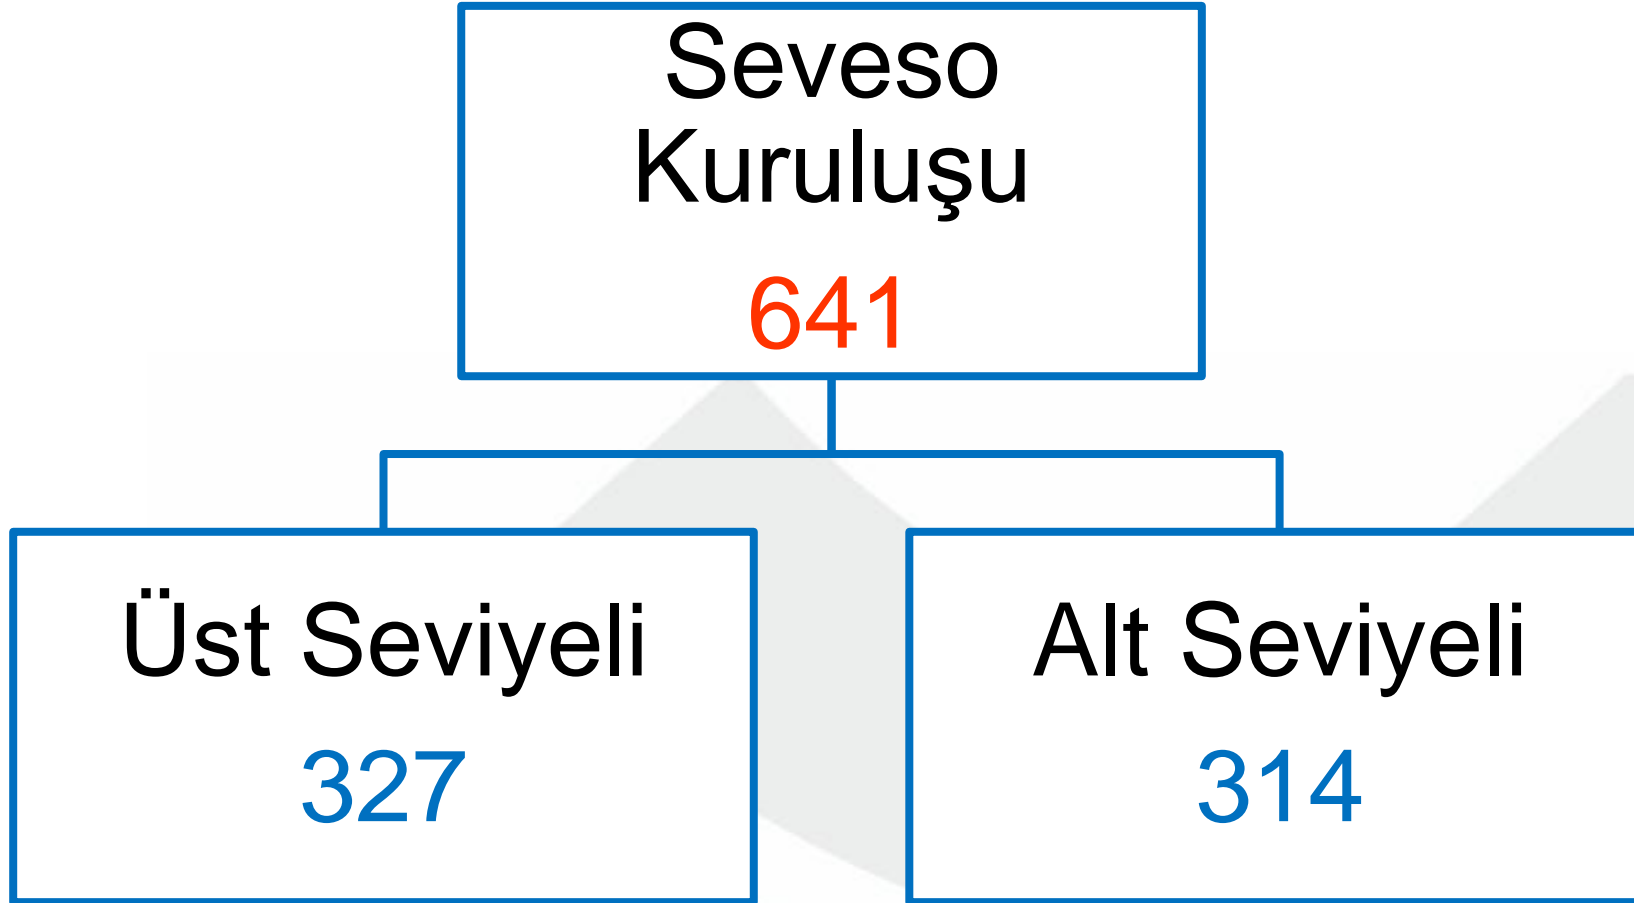 Seveso
Kuruluşu
641
Üst Seviyeli
327
Alt Seviyeli
314